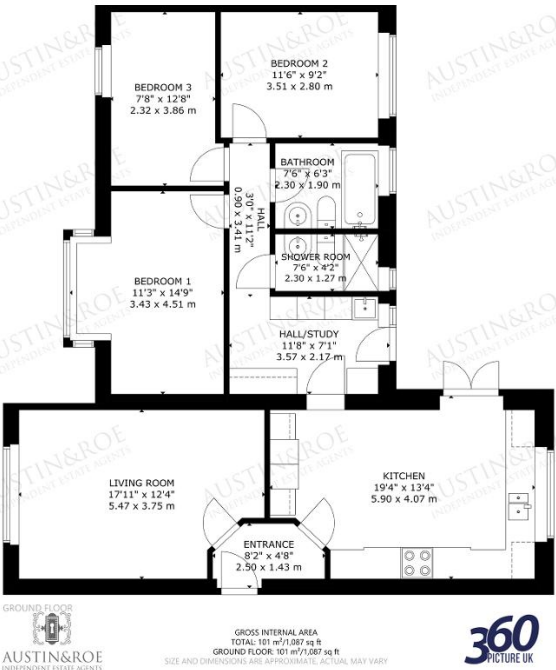 BEDROOM 3
7'8" x 12'8"
2.32 x 3.86 m
BEDROOM 2
11'6" x 9'2"
3.51 x 2.80 m
BATHROOM
7'6" x 6'3"
2.30 x 1.90 m
HALL
3'0" x 11'2"
0.90 x 3.41 m
SHOWER ROOM
7'6" x 4'2"
2.30 x 1.27 m
BEDROOM 1
11'3" x 14'9"
3.43 x 4.51 m
HALL/STUDY
11'8" x 7'1"
3.57 x 2.17 m
LIVING ROOM
17'11" x 12'4"
5.47 x 3.75 m
KITCHEN
19'4" x 13'4"
5.90 x 4.07 m
ENTRANCE
8'2" x 4'8"
2.50 x 1.43 m
GROUND FLOOR
AUSTIN&ROE
INDEPENDENT ESTATE AGENTS
GROSS INTERNAL AREA
TOTAL: 101 m²/1,087 sq ft
GROUND FLOOR: 101 m²/1,087 sq ft
SIZE AND DIMENSIONS ARE APPROXIMATE, ACTUAL MAY VARY
360
PICTURE UK